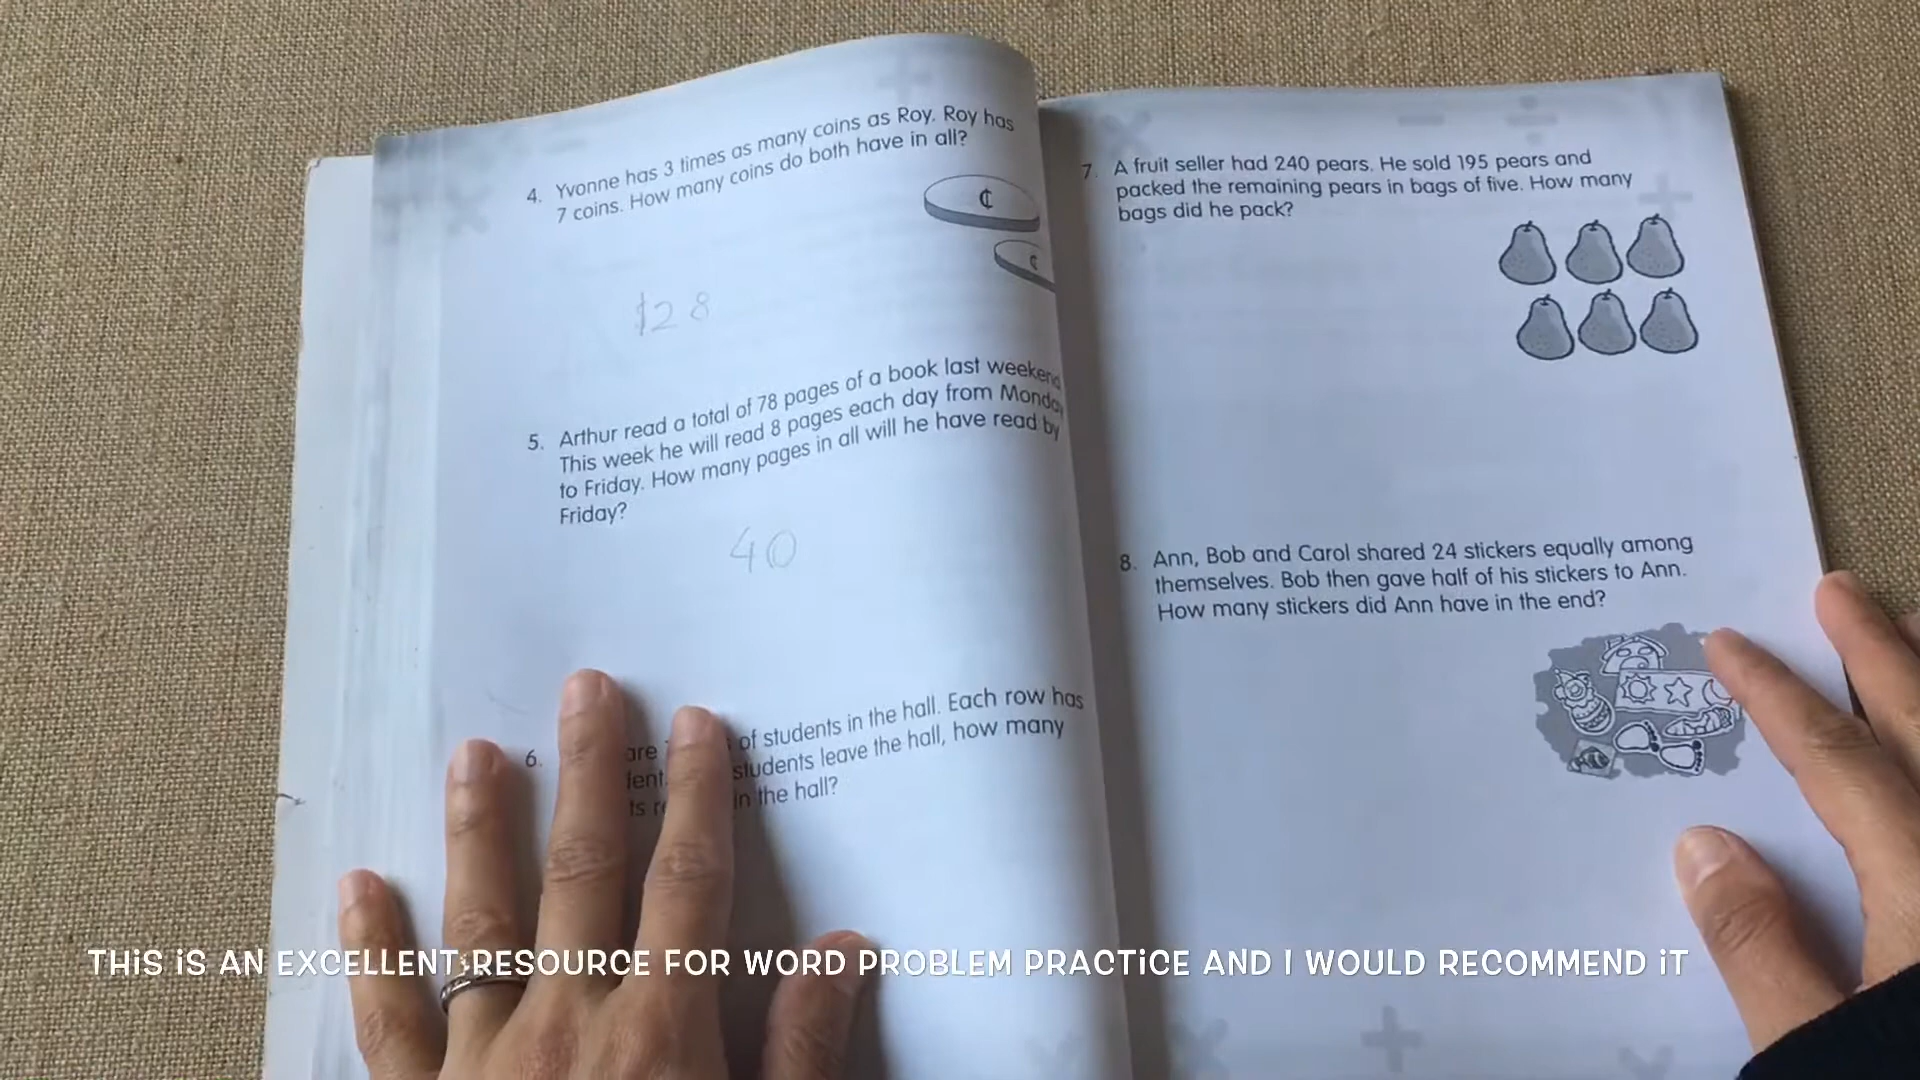 4. Yvonne has 3 times as many coins as Roy. Roy has
7 coins. How many coins do both have in all?
₵
₵
$28
5. Arthur read a total of 78 pages of a book last weekend
This week he will read 8 pages each day from Monday
to Friday. How many pages in all will he have read by
Friday?
40
6. are of students in the hall. Each row has
students leave the hall, how many
in the hall?
7. A fruit seller had 240 pears. He sold 195 pears and
packed the remaining pears in bags of five. How many
bags did he pack?
8. Ann, Bob and Carol shared 24 stickers equally among
themselves. Bob then gave half of his stickers to Ann.
How many stickers did Ann have in the end?
THIS IS AN EXCELLENT RESOURCE FOR WORD PROBLEM PRACTICE AND I WOULD RECOMMEND IT